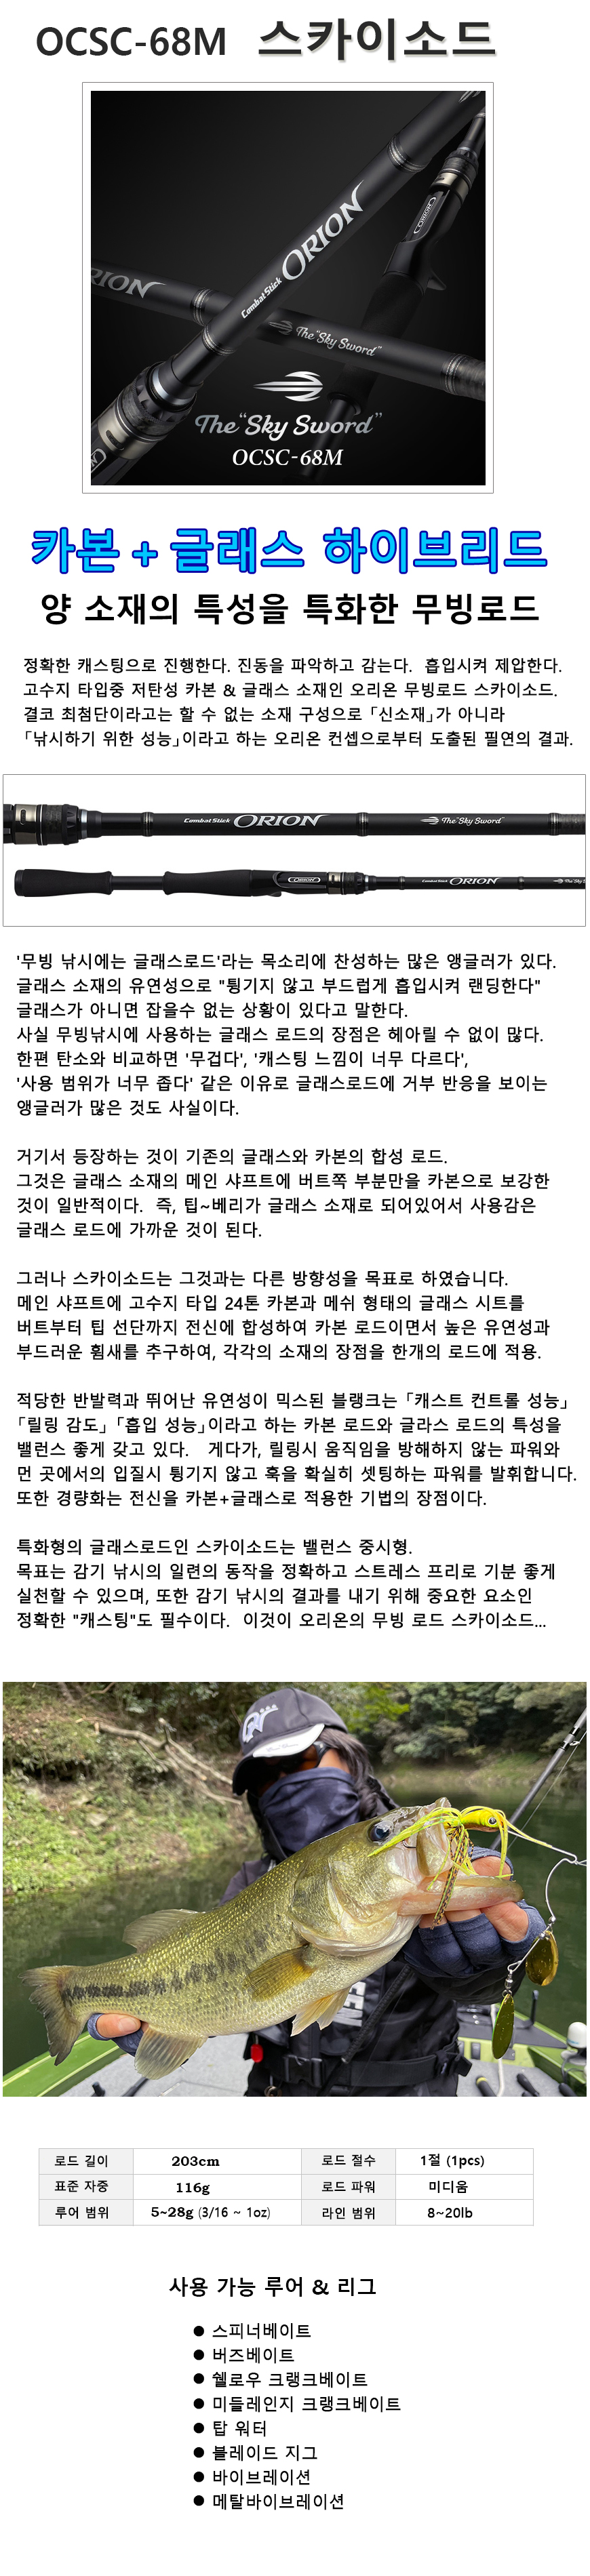 OCSC-68M 스카이소드
Combat Stick ORION
ORION
ORION
The "Sky Sword"
The "Sky Sword"
OCSC-68M
카본 + 글래스 하이브리드
양 소재의 특성을 특화한 무빙로드
정확한 캐스팅으로 진행한다. 진동을 파악하고 감는다. 흡입시켜 제압한다.
고수지 타입중 저탄성 카본 & 글래스 소재인 오리온 무빙로드 스카이소드.
결코 최첨단이라고는 할 수 없는 소재 구성으로 「신소재」가 아니라
「낚시하기 위한 성능」이라고 하는 오리온 컨셉으로부터 도출된 필연의 결과.
Combat Stick ORION The "Sky Sword"
ORION Combat Stick ORION The "Sky S
'무빙 낚시에는 글래스로드'라는 목소리에 찬성하는 많은 앵글러가 있다.
글래스 소재의 유연성으로 "튕기지 않고 부드럽게 흡입시켜 랜딩한다"
글래스가 아니면 잡을수 없는 상황이 있다고 말한다.
사실 무빙낚시에 사용하는 글래스 로드의 장점은 헤아릴 수 없이 많다.
한편 탄소와 비교하면 '무겁다', '캐스팅 느낌이 너무 다르다',
'사용 범위가 너무 좁다' 같은 이유로 글래스로드에 거부 반응을 보이는
앵글러가 많은 것도 사실이다.
거기서 등장하는 것이 기존의 글래스와 카본의 합성 로드.
그것은 글래스 소재의 메인 샤프트에 버트쪽 부분만을 카본으로 보강한
것이 일반적이다. 즉, 팁~베리가 글래스 소재로 되어있어서 사용감은
글래스 로드에 가까운 것이 된다.
그러나 스카이소드는 그것과는 다른 방향성을 목표로 하였습니다.
메인 샤프트에 고수지 타입 24톤 카본과 메쉬 형태의 글래스 시트를
버트부터 팁 선단까지 전신에 합성하여 카본 로드이면서 높은 유연성과
부드러운 휨새를 추구하여, 각각의 소재의 장점을 한개의 로드에 적용.
적당한 반발력과 뛰어난 유연성이 믹스된 블랭크는 「캐스트 컨트롤 성능」
「릴링 감도」 「흡입 성능」이라고 하는 카본 로드와 글라스 로드의 특성을
밸런스 좋게 갖고 있다. 게다가, 릴링시 움직임을 방해하지 않는 파워와
먼 곳에서의 입질시 튕기지 않고 훅을 확실히 셋팅하는 파워를 발휘합니다.
또한 경량화는 전신을 카본+글래스로 적용한 기법의 장점이다.
특화형의 글래스로드인 스카이소드는 밸런스 중시형.
목표는 감기 낚시의 일련의 동작을 정확하고 스트레스 프리로 기분 좋게
실천할 수 있으며, 또한 감기 낚시의 결과를 내기 위해 중요한 요소인
정확한 "캐스팅"도 필수이다. 이것이 오리온의 무빙 로드 스카이소드...
로드 길이 203cm 로드 절수 1절 (1pcs)
표준 자중 116g 로드 파워 미디움
루어 범위 5~28g (3/16 ~ 1oz) 라인 범위 8~20lb
사용 가능 루어 & 리그
● 스피너베이트
● 버즈베이트
● 쉘로우 크랭크베이트
● 미들레인지 크랭크베이트
● 탑 워터
● 블레이드 지그
● 바이브레이션
● 메탈바이브레이션